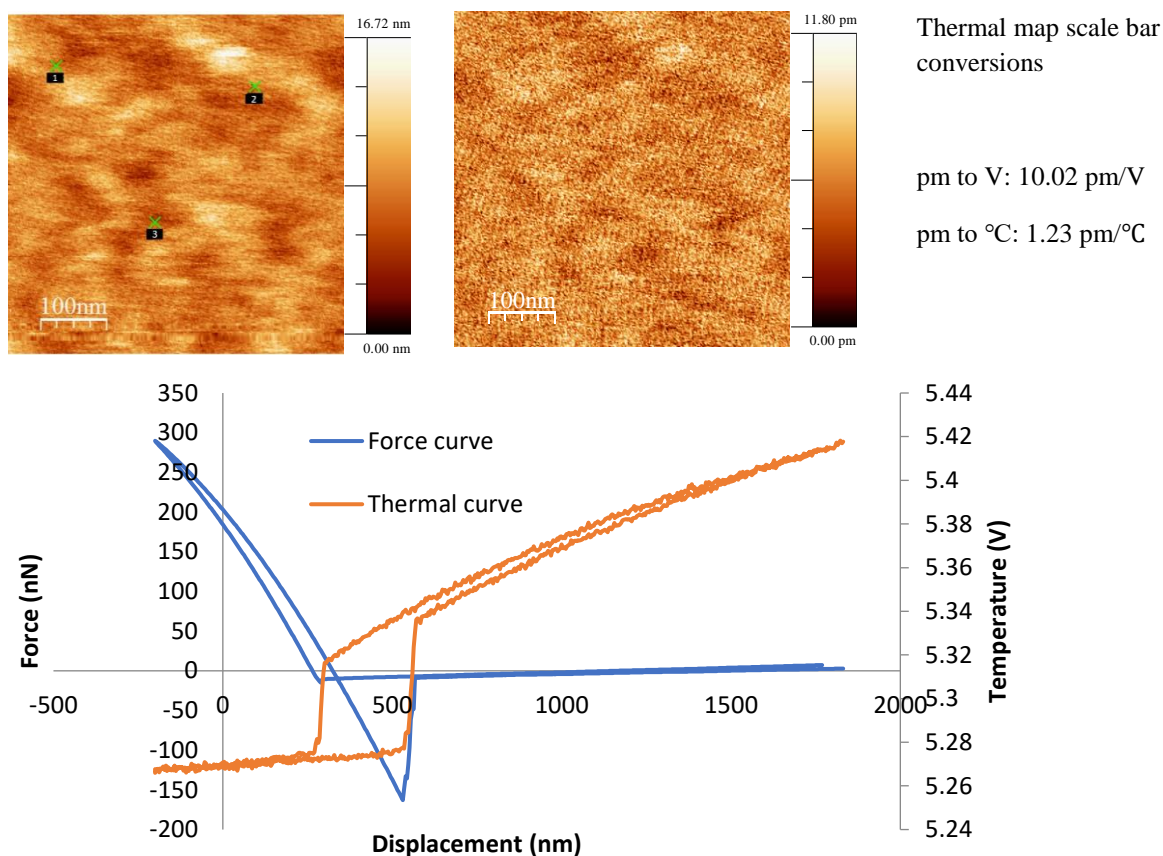 16.72 nm
1
2
3
100nm
0.00 nm
11.80 pm
100nm
0.00 pm
Thermal map scale bar
conversions
pm to V: 10.02 pm/V
pm to °C: 1.23 pm/℃
350
300
250
200
150
100
50
0
-50
-100
-150
-200
Force (nN)
Force curve
Thermal curve
-500
0
500
1000
1500
2000
Displacement (nm)
5.44
5.42
5.4
5.38
5.36
5.34
5.32
5.3
5.28
5.26
5.24
Temperature (V)